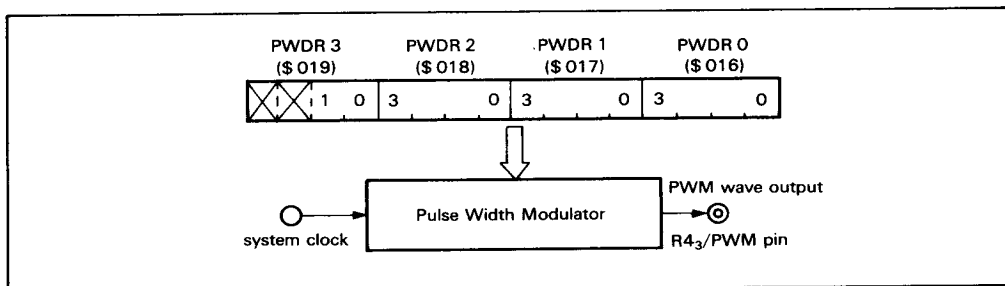 PWDR 3 PWDR 2 PWDR 1 PWDR 0
($ 019) ($ 018) ($ 017) ($ 016)
1 0 3 0 3 0 3 0
Pulse Width Modulator
system clock
PWM wave output
R4₃/PWM pin